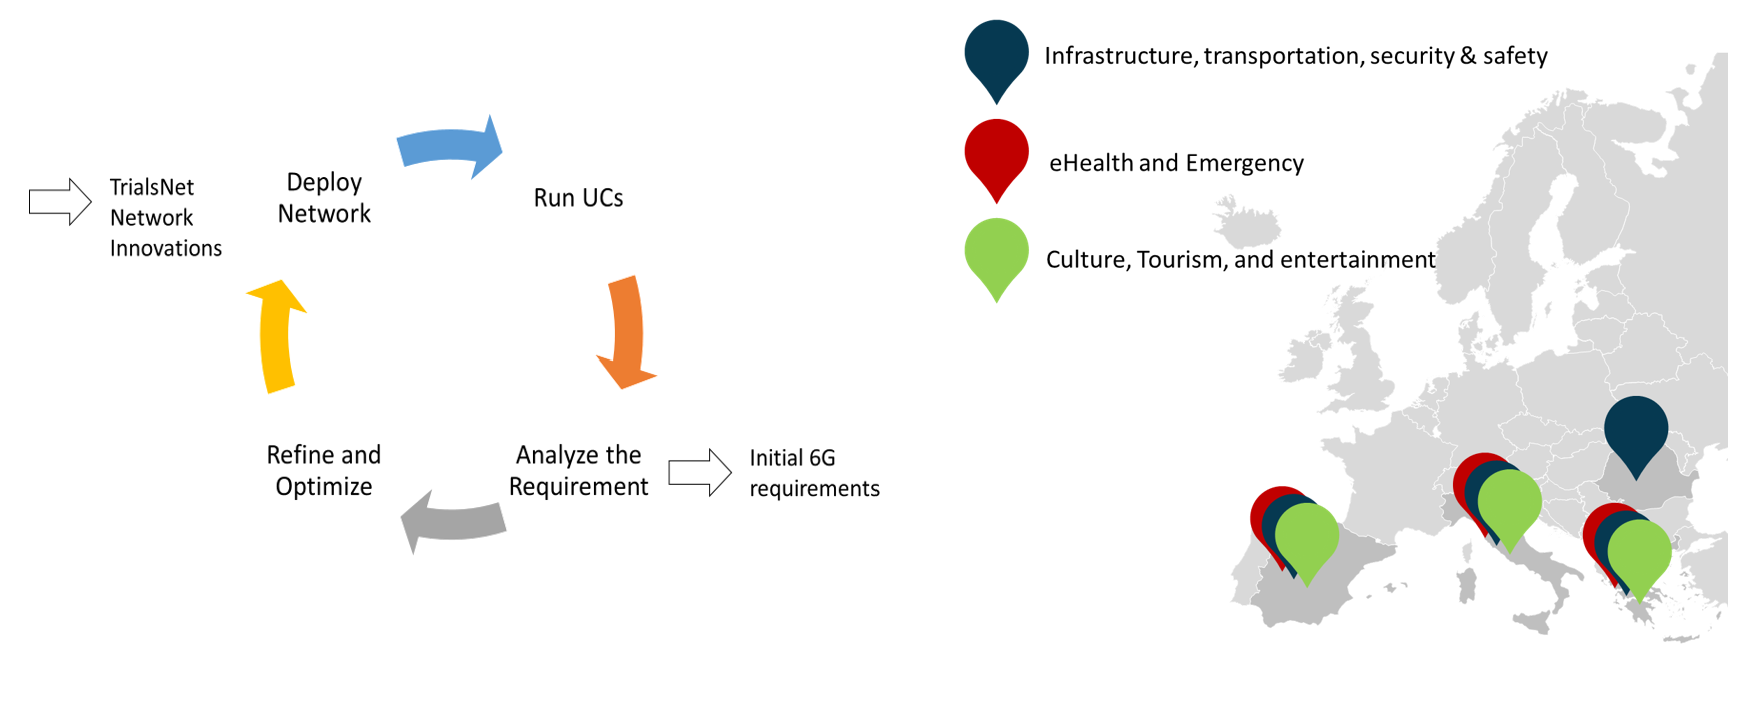 TrialsNet
Network
Innovations
Deploy
Network
Run UCs
Analyze the
Requirement
Initial 6G
requirements
Refine and
Optimize
Infrastructure, transportation, security & safety
eHealth and Emergency
Culture, Tourism, and entertainment